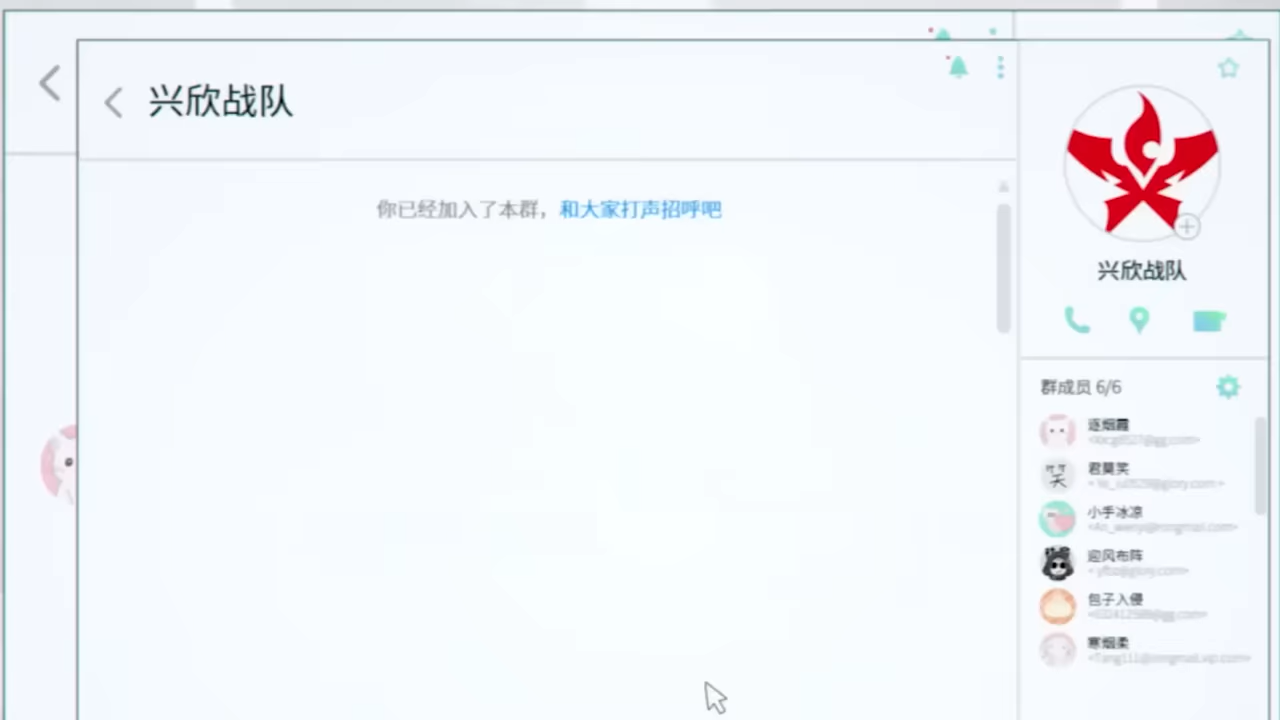 兴欣战队
你已经加入了本群，和大家打声招呼吧
兴欣战队
群成员 6/6
逐烟霞
君莫笑
小手冰凉
迎风布阵
包子入侵
寒烟柔